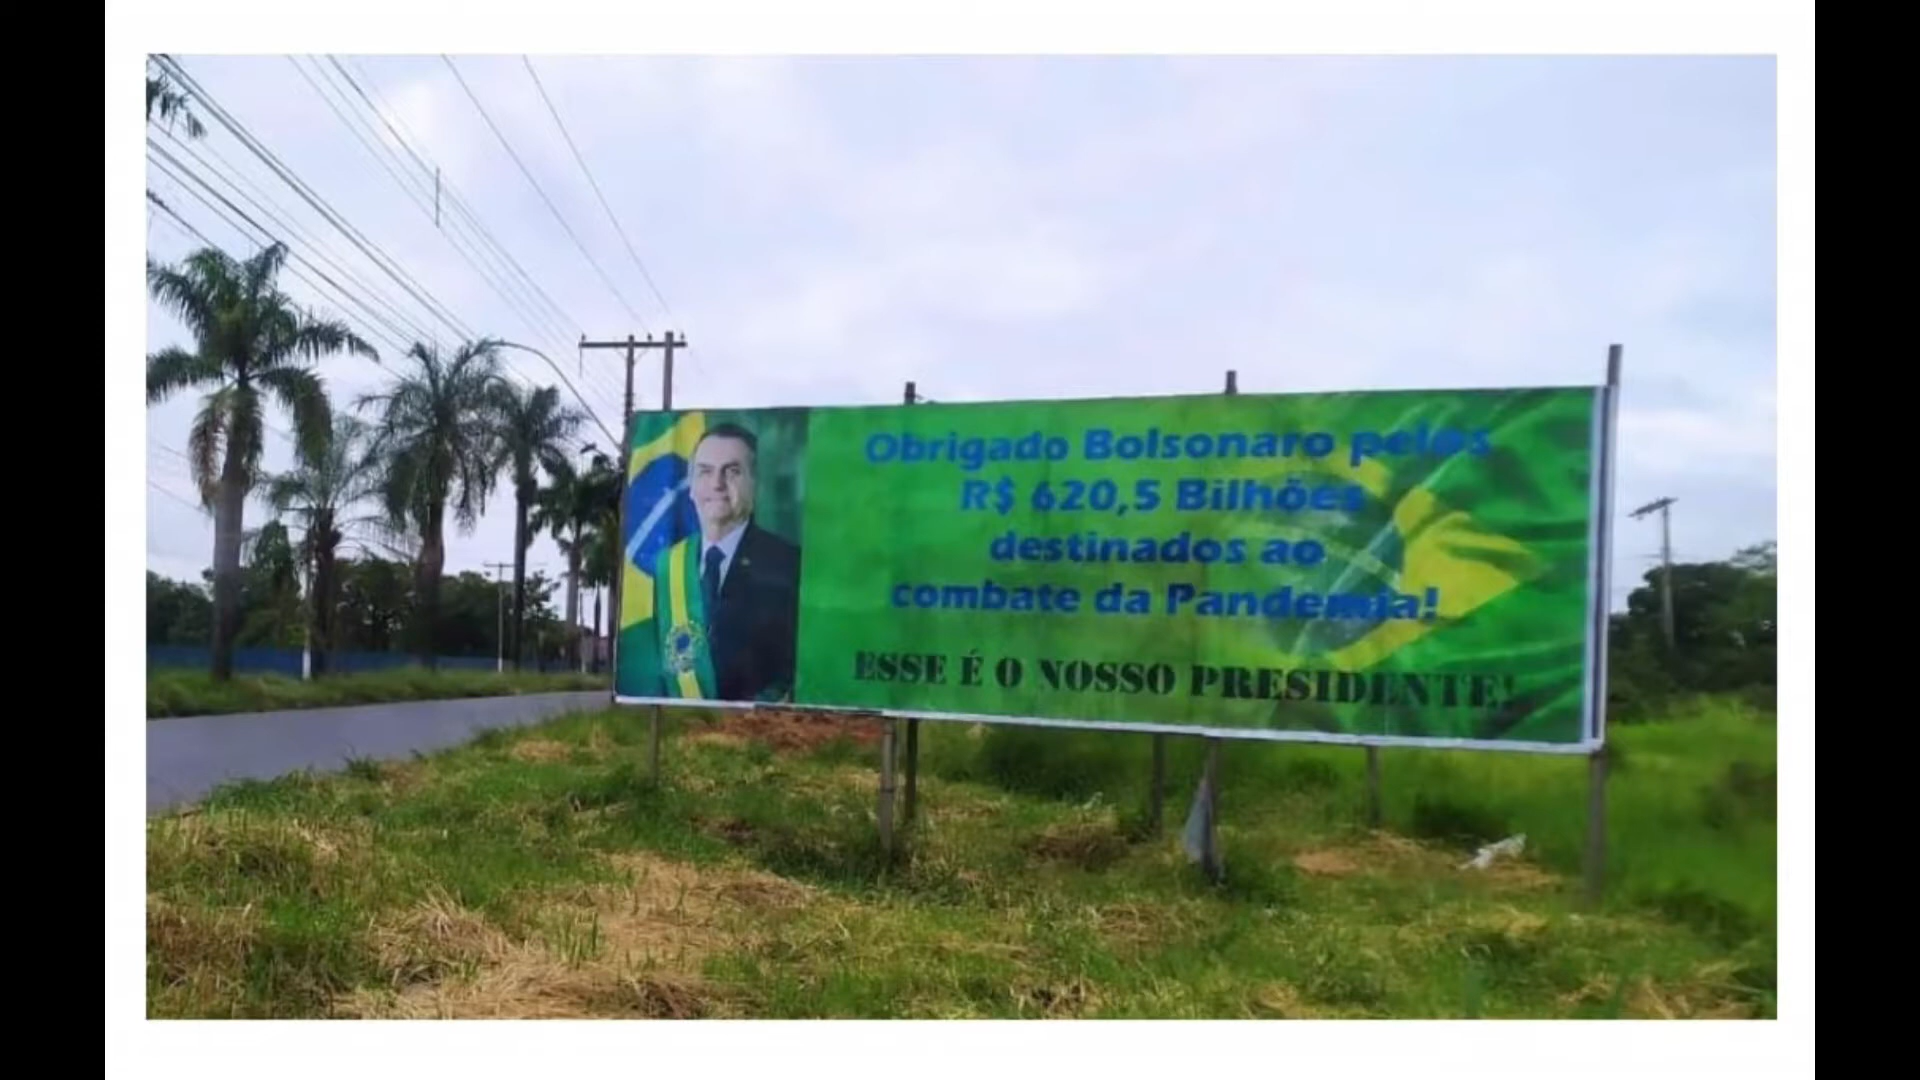 Obrigado Bolsonaro pelos
R$ 620,5 Bilhões
destinados ao
combate da Pandemia!
ESSE É O NOSSO PRESIDENTE!